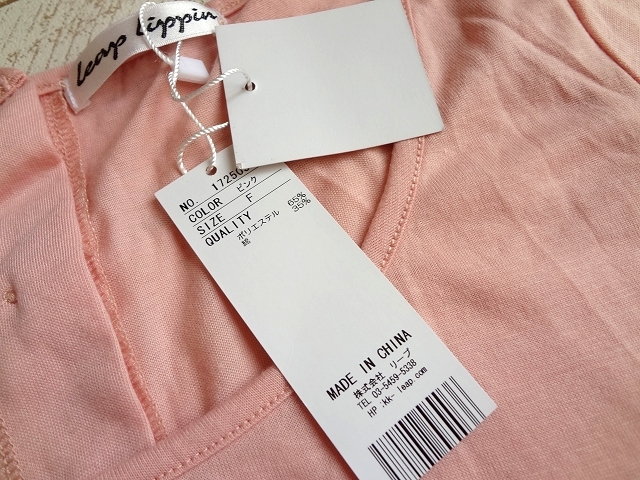 leap lippin
NO. 17250
COLOR ピンク
SIZE F
QUALITY
ポリエステル 65%
綿 35%
MADE IN CHINA
株式会社 リープ
TEL 03-5459-5338
HP :kk- leap.com